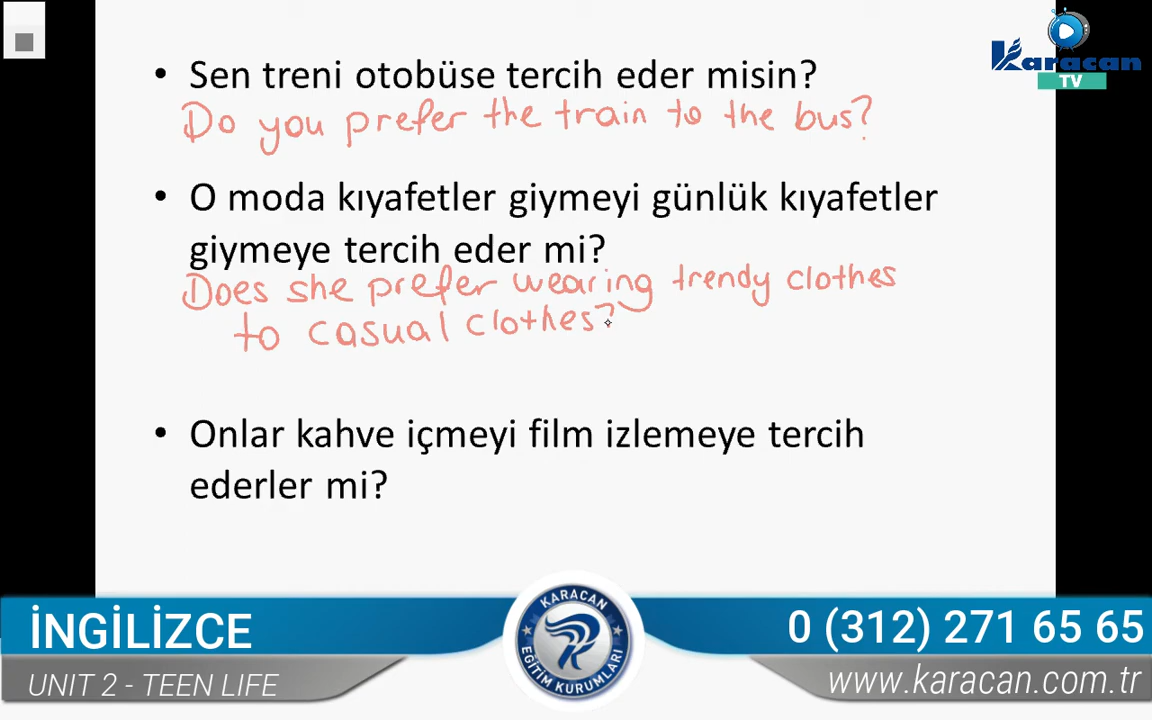 Karacan
TV
• Sen treni otobüse tercih eder misin?
Do you prefer the train to the bus?
• O moda kıyafetler giymeyi günlük kıyafetler
giymeye tercih eder mi?
Does she prefer wearing trendy clothes
to casual clothes?
• Onlar kahve içmeyi film izlemeye tercih
ederler mi?
İNGİLİZCE
UNIT 2 - TEEN LIFE
KARACAN
EĞİTİM KURUMLARI
0 (312) 271 65 65
www.karacan.com.tr